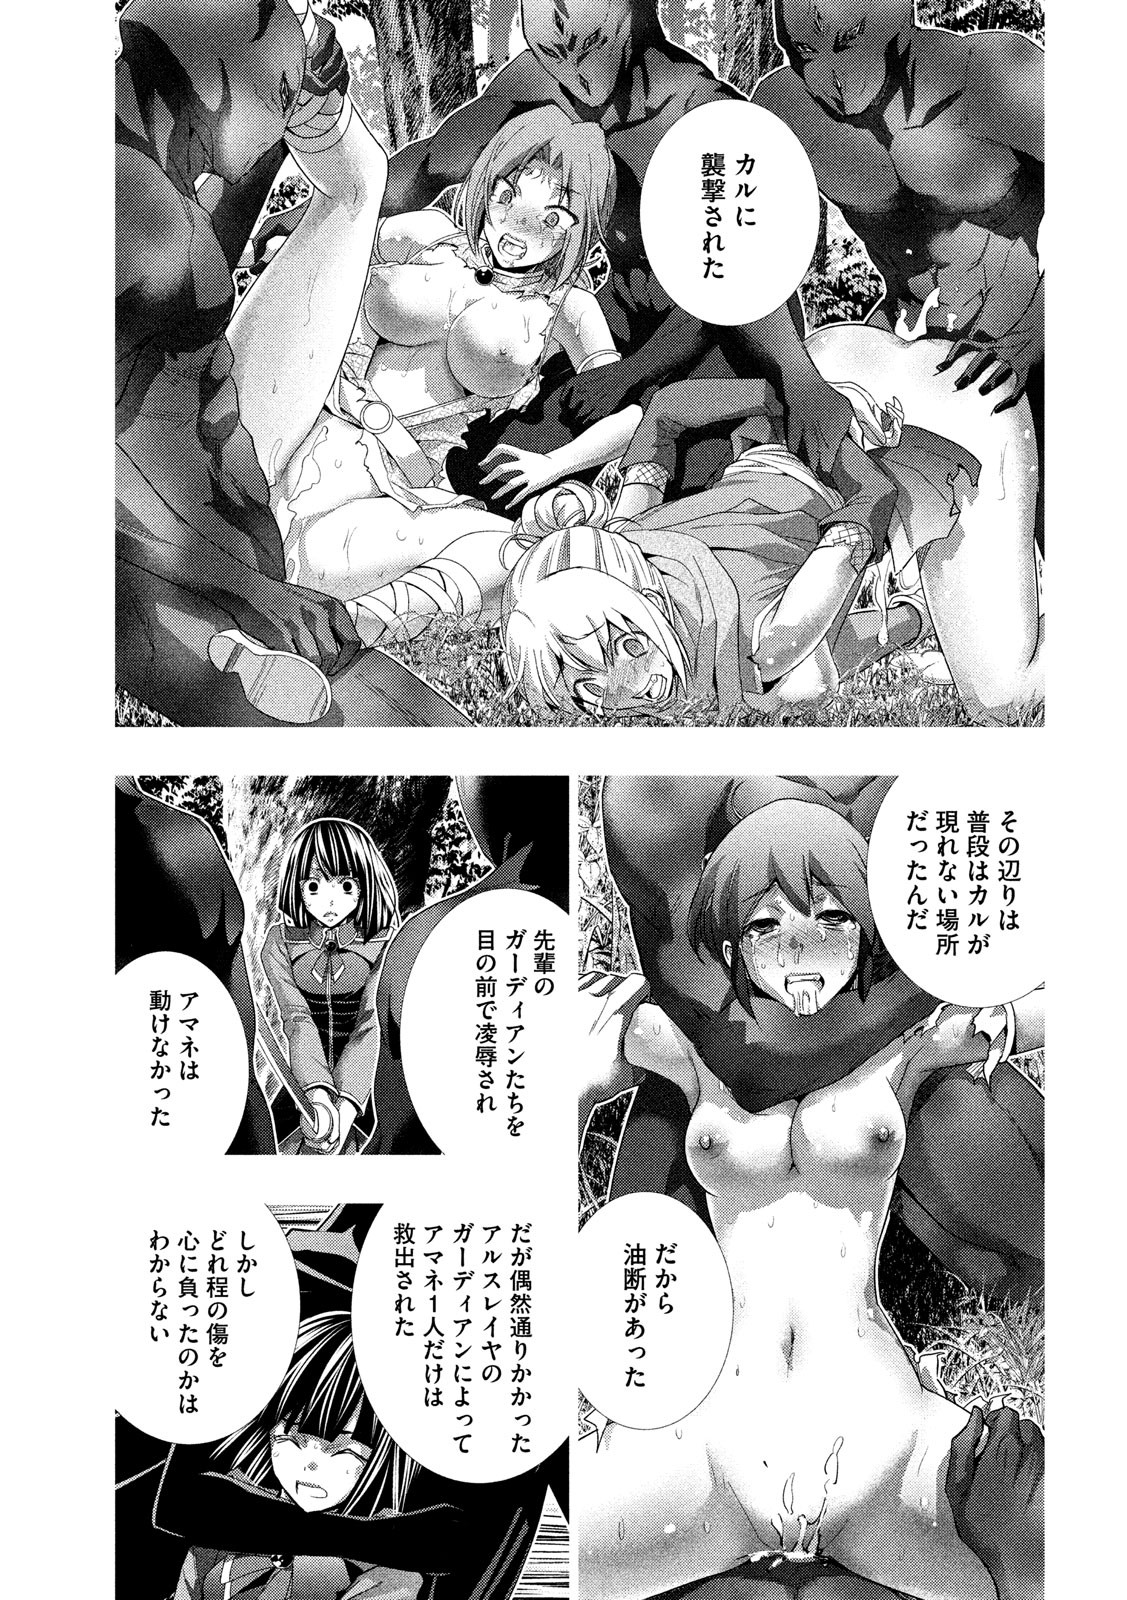 カルに
襲撃された
その辺りは
普段はカルが
現れない場所
だったんだ
だから
油断があった
先輩の
ガーディアンたちを
目の前で凌辱され
アマネは
動けなかった
だが偶然通りかかった
アルスレイヤの
ガーディアンによって
アマネ1人だけは
救出された
しかし
どれ程の傷を
心に負ったのかは
わからない